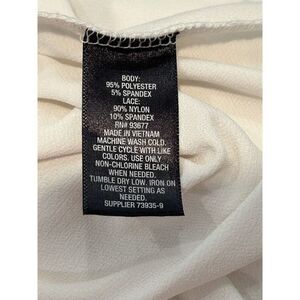 BODY:
95% POLYESTER
5% SPANDEX
LACE:
90% NYLON
10% SPANDEX
RN# 93677
MADE IN VIETNAM
MACHINE WASH COLD.
GENTLE CYCLE WITH LIKE
COLORS. USE ONLY
NON-CHLORINE BLEACH
WHEN NEEDED.
TUMBLE DRY LOW. IRON ON
LOWEST SETTING AS
NEEDED.
SUPPLIER 73935-9